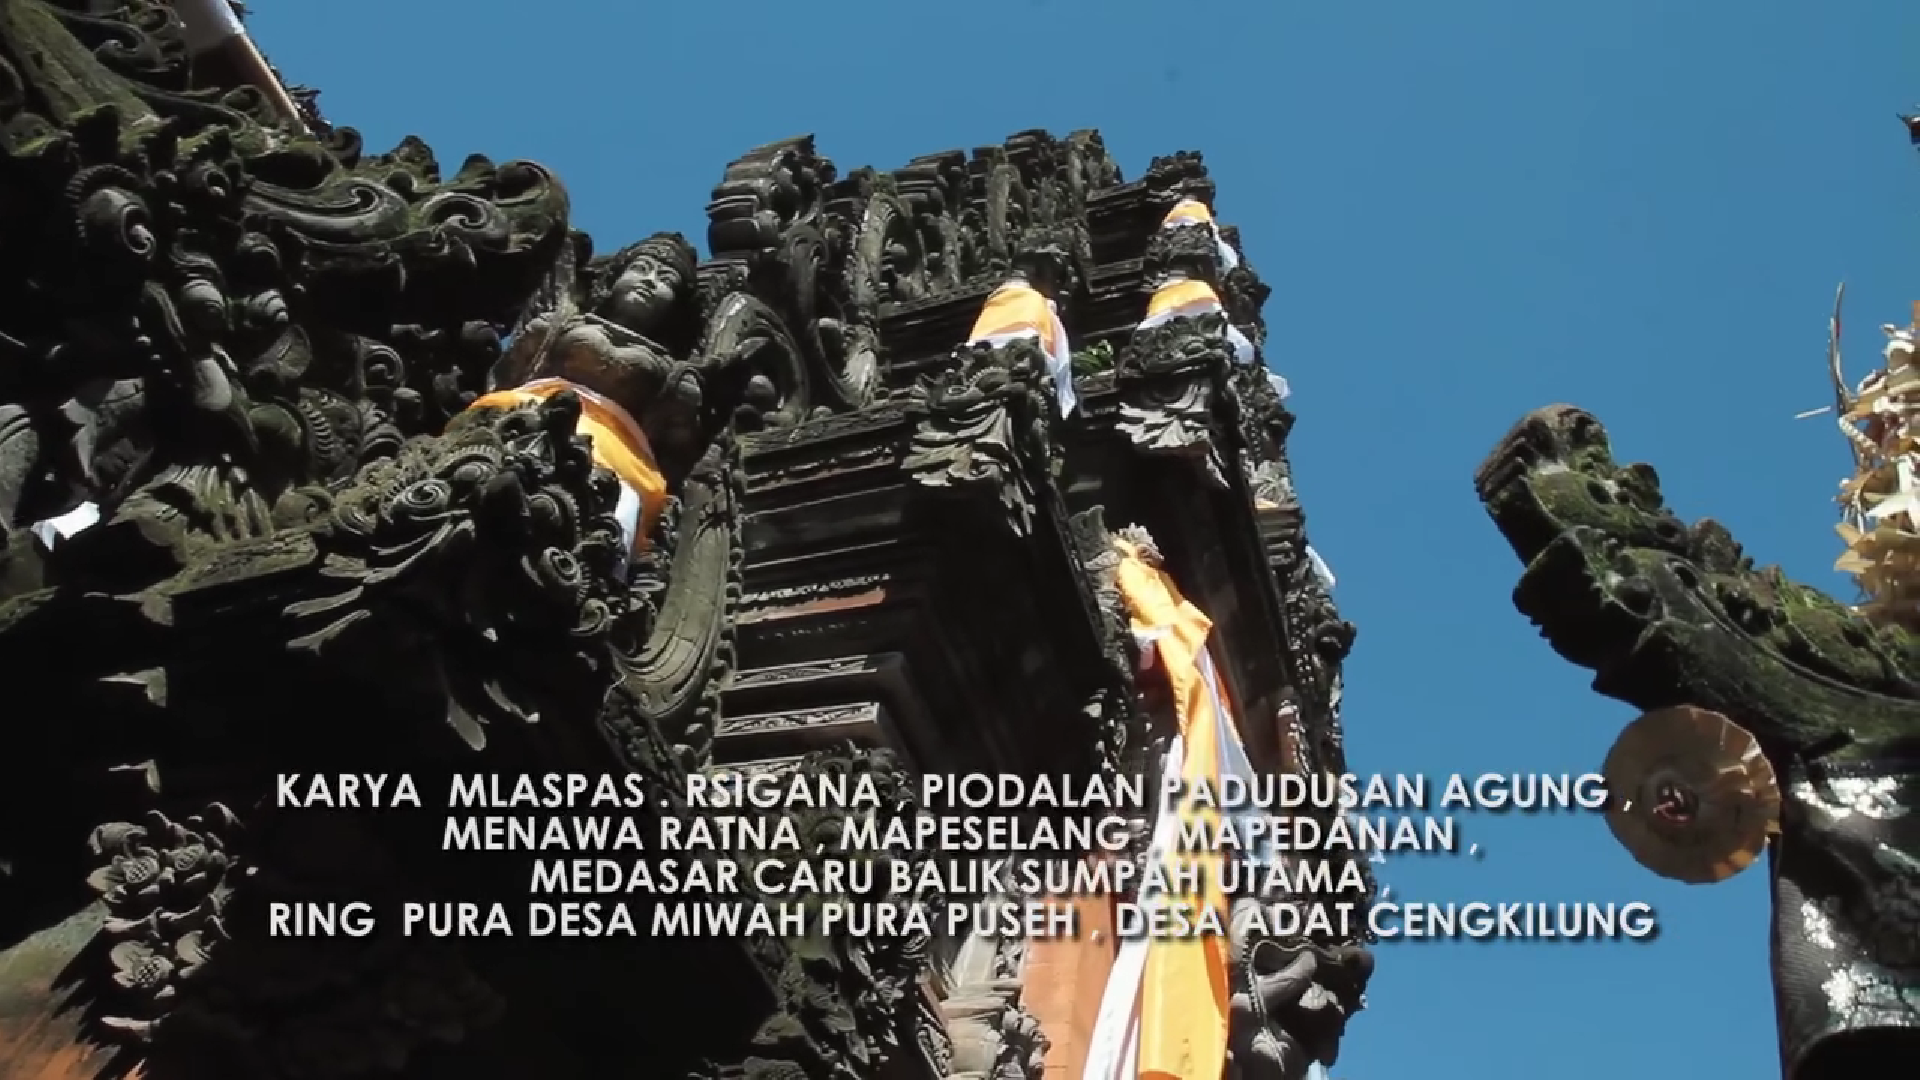 KARYA MLASPAS . RSIGANA , PIODALAN PADUDUSAN AGUNG ,
MENAWA RATNA , MAPESELANG , MAPEDANAN ,
MEDASAR CARU BALIK SUMPAH UTAMA ,
RING PURA DESA MIWAH PURA PUSEH , DESA ADAT CENGKILUNG